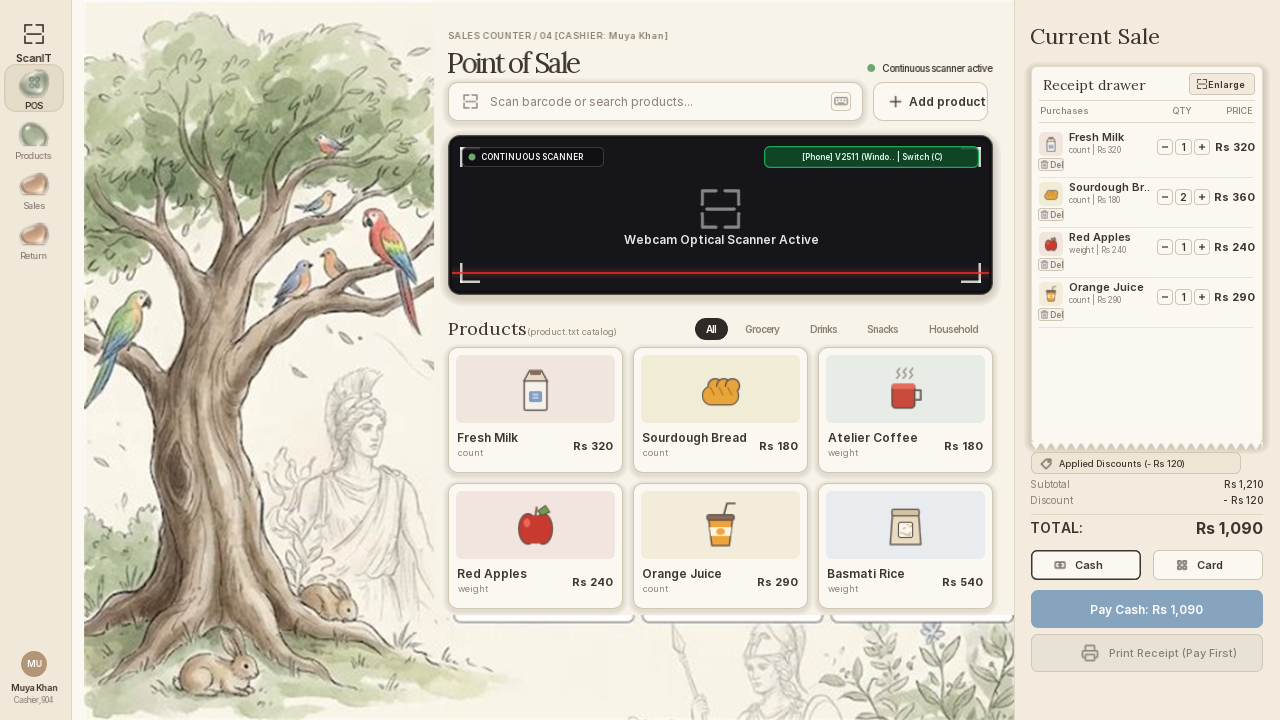 ScanIT
POS
Products
Sales
Return
MU
Muya Khan
Cashier,904
SALES COUNTER / 04 [CASHIER: Muya Khan]
Point of Sale
Continuous scanner active
Scan barcode or search products...
Add product
CONTINUOUS SCANNER
[Phone] V2511 (Windo.. | Switch (C)
Webcam Optical Scanner Active
Products(product.txt catalog)
All Grocery Drinks Snacks Household
Fresh Milk
count
Rs 320
Sourdough Bread
count
Rs 180
Atelier Coffee
weight
Rs 180
Red Apples
weight
Rs 240
Orange Juice
count
Rs 290
Basmati Rice
weight
Rs 540
Current Sale
Receipt drawer
Enlarge
Purchases QTY PRICE
Fresh Milk
count | Rs 320
1 Rs 320
Del
Sourdough Br..
count | Rs 180
2 Rs 360
Del
Red Apples
weight | Rs 240
1 Rs 240
Del
Orange Juice
count | Rs 290
1 Rs 290
Del
Applied Discounts (- Rs 120)
Subtotal Rs 1,210
Discount - Rs 120
TOTAL: Rs 1,090
Cash
Card
Pay Cash: Rs 1,090
Print Receipt (Pay First)